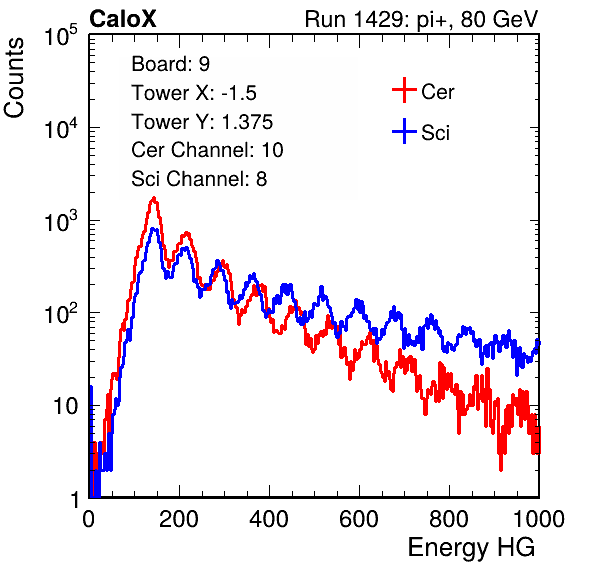 CaloX Run 1429: pi+, 80 GeV
Counts
10^5
10^4
10^3
10^2
10
1
Board: 9
Tower X: -1.5
Tower Y: 1.375
Cer Channel: 10
Sci Channel: 8
Cer
Sci
0 200 400 600 800 1000
Energy HG